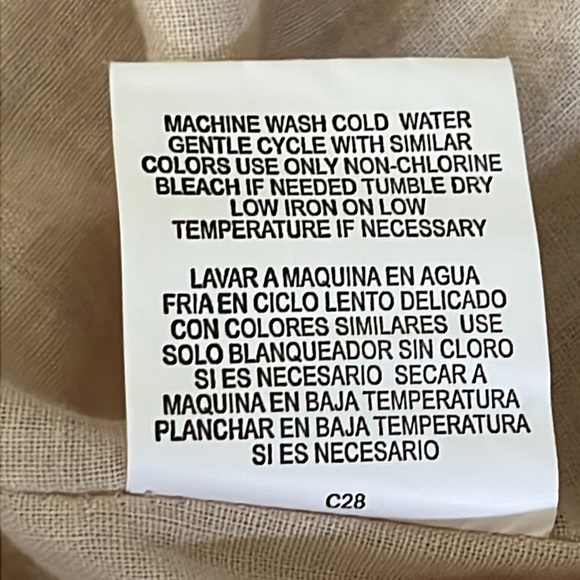 MACHINE WASH COLD WATER
GENTLE CYCLE WITH SIMILAR
COLORS USE ONLY NON-CHLORINE
BLEACH IF NEEDED TUMBLE DRY
LOW IRON ON LOW
TEMPERATURE IF NECESSARY
LAVAR A MAQUINA EN AGUA
FRIA EN CICLO LENTO DELICADO
CON COLORES SIMILARES USE
SOLO BLANQUEADOR SIN CLORO
SI ES NECESARIO SECAR A
MAQUINA EN BAJA TEMPERATURA
PLANCHAR EN BAJA TEMPERATURA
SI ES NECESARIO
C28